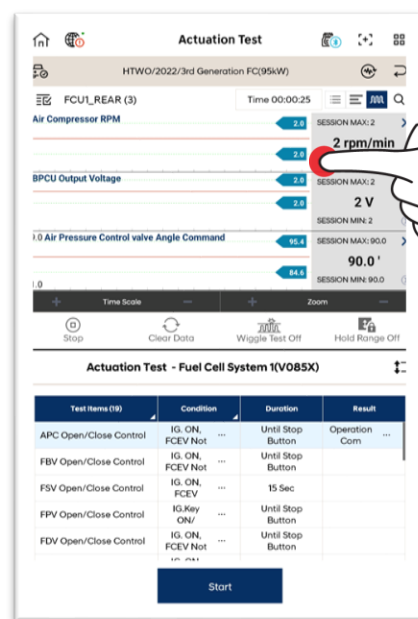 Actuation Test
HTWO/2022/3rd Generation FC(95kW)
FCU1_REAR (3)
Time 00:00:25
Air Compressor RPM
2.0
SESSION MAX: 2
2 rpm/min
2.0
BPCU Output Voltage
2.0
SESSION MAX: 2
2 V
2.0
SESSION MIN: 2
1.0 Air Pressure Control valve Angle Command
95.4
SESSION MAX: 90.0
90.0 '
84.6
SESSION MIN: 90.0
1.0
+ Time Scale − + Zoom −
Stop
Clear Data
Wiggle Test Off
Hold Range Off
Actuation Test - Fuel Cell System 1(V085X)
Test Items (19) Condition Duration Result
APC Open/Close Control IG. ON, FCEV Not ... Until Stop Button Operation Com ...
FBV Open/Close Control IG. ON, FCEV Not ... Until Stop Button
FSV Open/Close Control IG. ON, FCEV ... 15 Sec
FPV Open/Close Control IG.Key ON/ ... Until Stop Button
FDV Open/Close Control IG. ON, FCEV Not ... Until Stop Button
Start